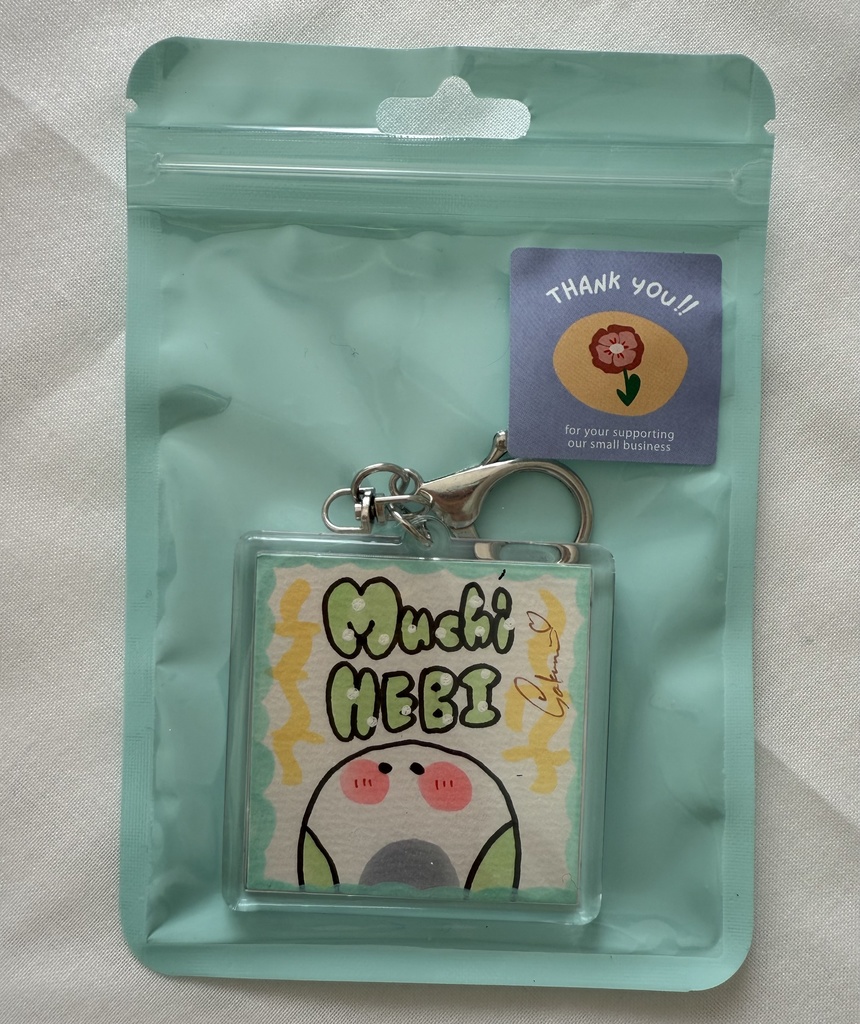 THANK YOU!!
for your supporting
our small business
Muchi
HEBI